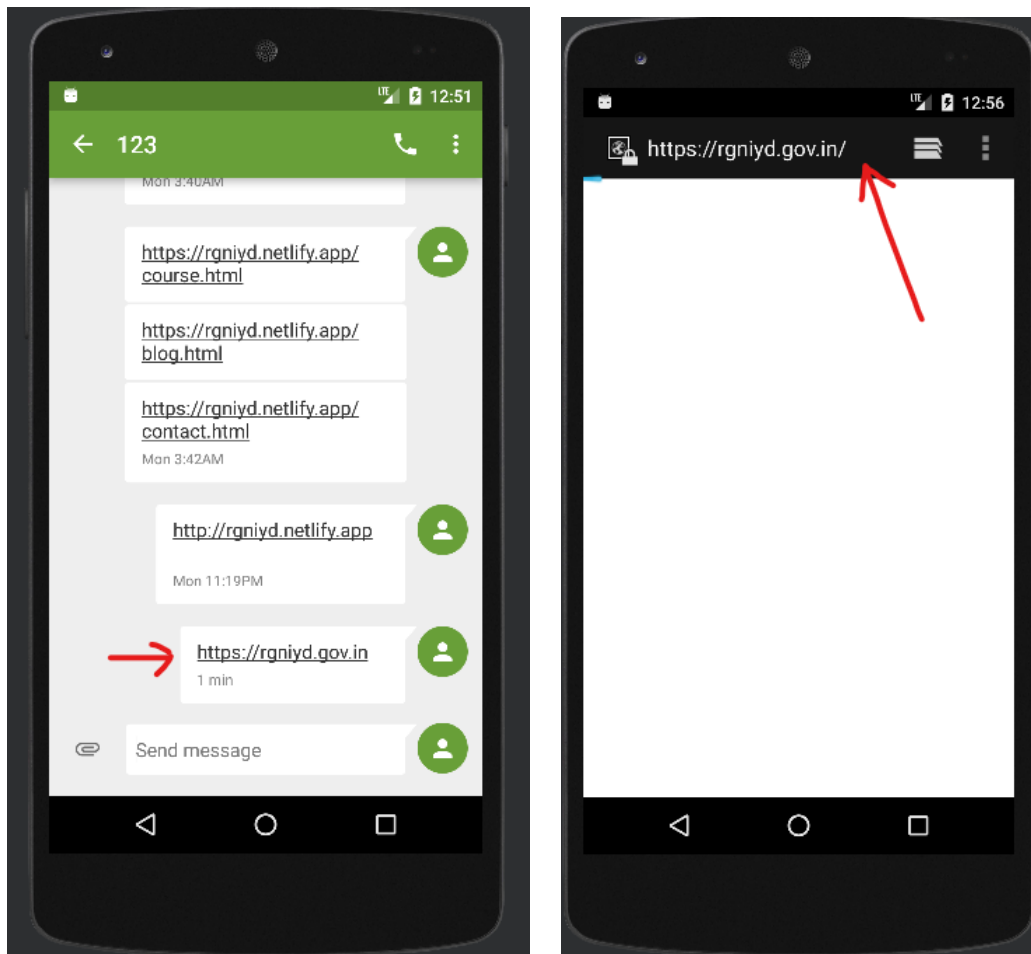 LTE 12:51
123
Mon 3:40AM
https://rgniyd.netlify.app/
course.html
https://rgniyd.netlify.app/
blog.html
https://rgniyd.netlify.app/
contact.html
Mon 3:42AM
http://rgniyd.netlify.app
Mon 11:19PM
https://rgniyd.gov.in
1 min
Send message
LTE 12:56
https://rgniyd.gov.in/